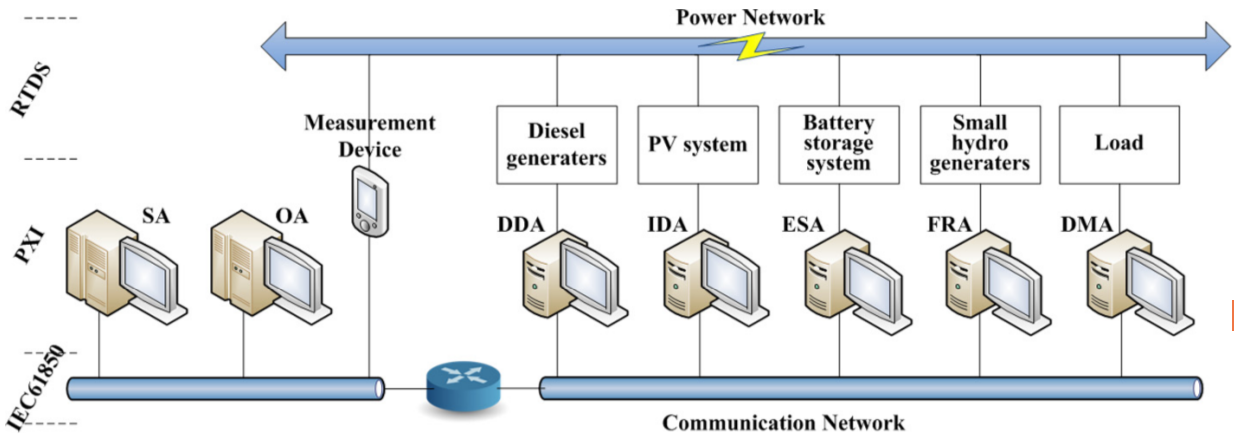 Power Network
RTDS
Measurement
Device
Diesel
generaters
PV system
Battery
storage
system
Small
hydro
generaters
Load
PXI
SA
OA
DDA
IDA
ESA
FRA
DMA
IEC61850
Communication Network